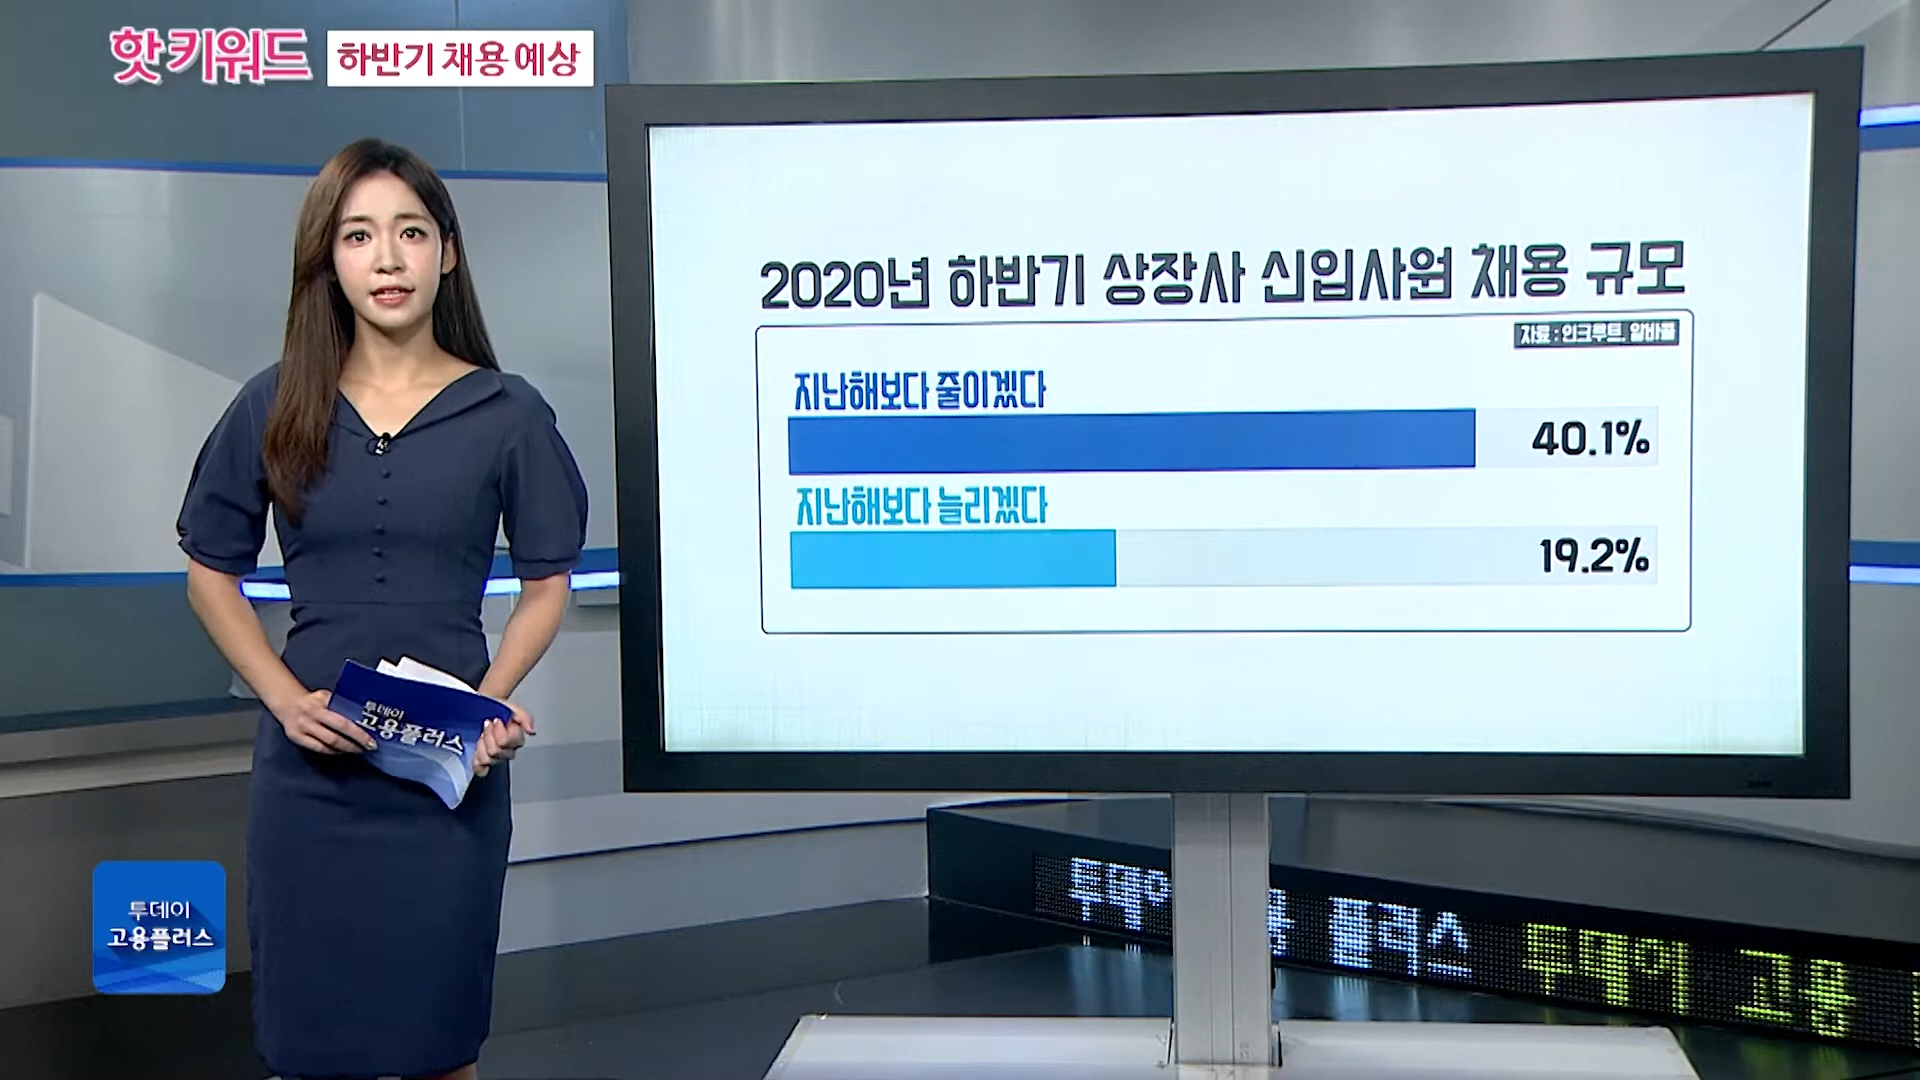 핫키워드
하반기 채용 예상
2020년 하반기 상장사 신입사원 채용 규모
자료 : 인크루트, 알바콜
지난해보다 줄이겠다
40.1%
지난해보다 늘리겠다
19.2%
투데이
고용플러스
투데이
고용플러스
투데이 플러스 투데이 고용